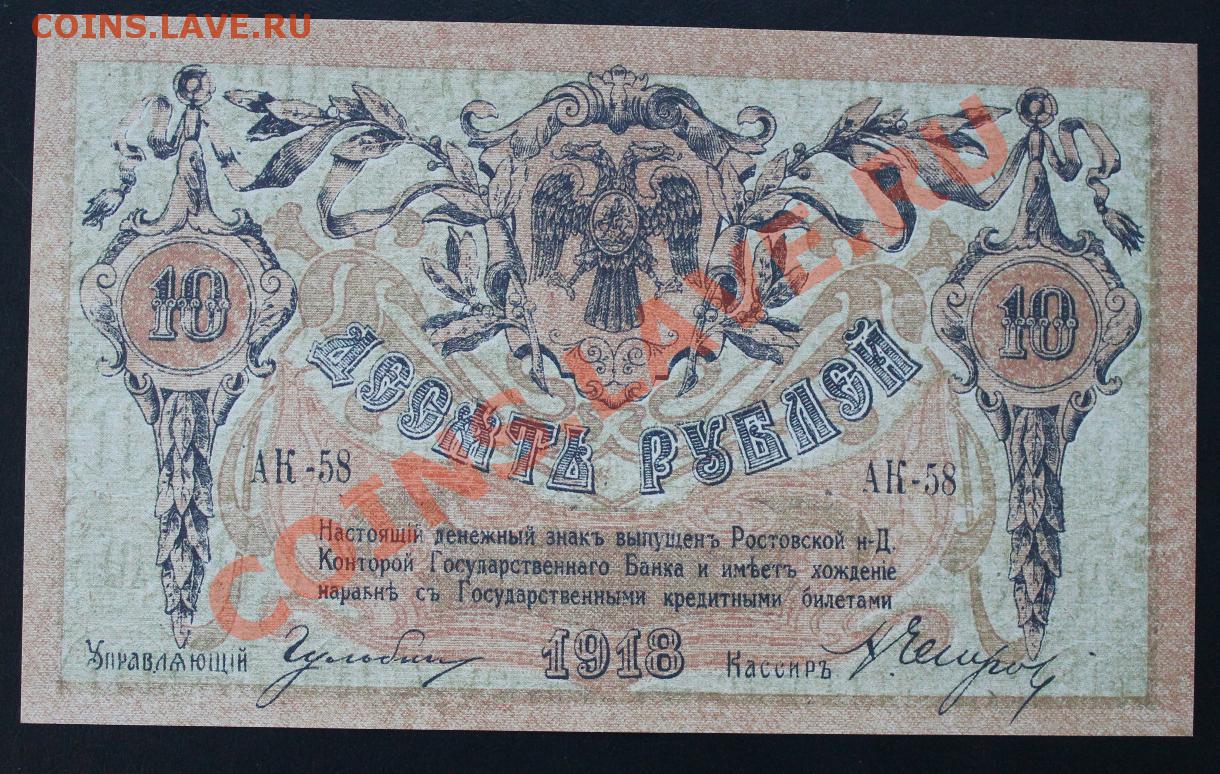 COINS.LAVE.RU
10
10
ДЕСЯТЬ РУБЛЕЙ
АК-58
АК-58
Настоящій денежный знакъ выпущенъ Ростовской н-Д.
Конторой Государственнаго Банка и имѣетъ хожденіе
наравнѣ съ Государственными кредитными билетами
Управляющій
1918
Кассиръ
COINS.LAVE.RU